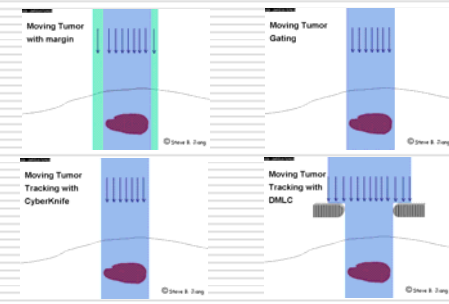 Moving Tumor
with margin
© Steve B. Jiang
Moving Tumor
Gating
© Steve B. Jiang
Moving Tumor
Tracking with
CyberKnife
© Steve B. Jiang
Moving Tumor
Tracking with
DMLC
© Steve B. Jiang